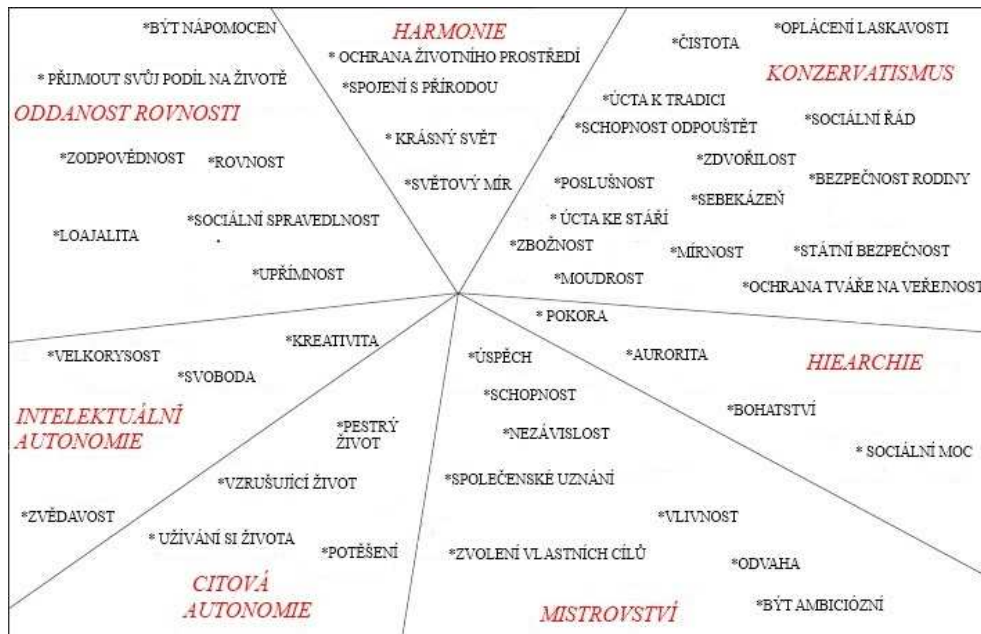 *BÝT NÁPOMOCEN
* PŘIJMOUT SVŮJ PODÍL NA ŽIVOTĚ
ODDANOST ROVNOSTI
*ZODPOVĚDNOST
*ROVNOST
*SOCIÁLNÍ SPRAVEDLNOST
*LOAJALITA
*UPŘÍMNOST
HARMONIE
* OCHRANA ŽIVOTNÍHO PROSTŘEDÍ
*SPOJENÍ S PŘÍRODOU
* KRÁSNÝ SVĚT
*SVĚTOVÝ MÍR
*OPLÁCENÍ LASKAVOSTI
*ČISTOTA
KONZERVATISMUS
*ÚCTA K TRADICI
*SOCIÁLNÍ ŘÁD
*SCHOPNOST ODPOUŠTĚT
*ZDVOŘILOST
*BEZPEČNOST RODINY
*POSLUŠNOST
*SEBEKÁZEŇ
* ÚCTA KE STÁŘÍ
*ZBOŽNOST
*MÍRNOST
*STÁTNÍ BEZPEČNOST
*MOUDROST
*OCHRANA TVÁŘE NA VEŘEJNOST
* POKORA
*AURORITA
HIEARCHIE
*BOHATSTVÍ
* SOCIÁLNÍ MOC
*KREATIVITA
*VELKORYSOST
*SVOBODA
INTELEKTUÁLNÍ
AUTONOMIE
*ZVĚDAVOST
*PESTRÝ
ŽIVOT
*VZRUŠUJÍCÍ ŽIVOT
* UŽÍVÁNÍ SI ŽIVOTA
*POTĚŠENÍ
CITOVÁ
AUTONOMIE
*ÚSPĚCH
*SCHOPNOST
*NEZÁVISLOST
*SPOLEČENSKÉ UZNÁNÍ
*VLIVNOST
*ZVOLENÍ VLASTNÍCH CÍLŮ
*ODVAHA
MISTROVSTVÍ
*BÝT AMBICIÓZNÍ